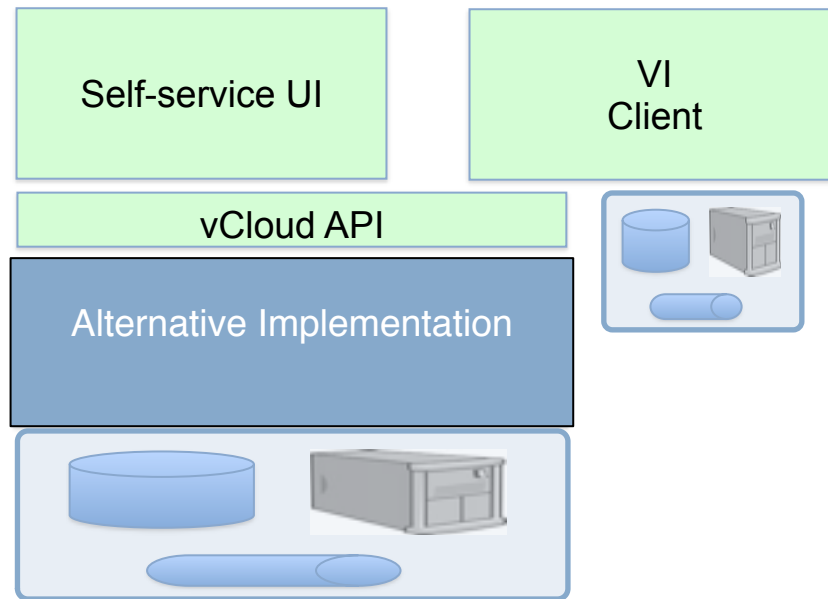 Self-service UI
VI
Client
vCloud API
Alternative Implementation